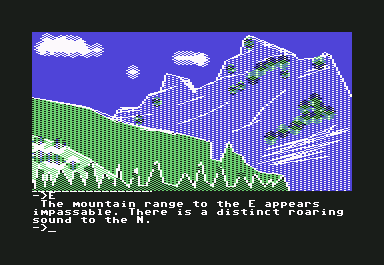 ->E
The mountain range to the E appears
impassable. There is a distinct roaring
sound to the N.
->_